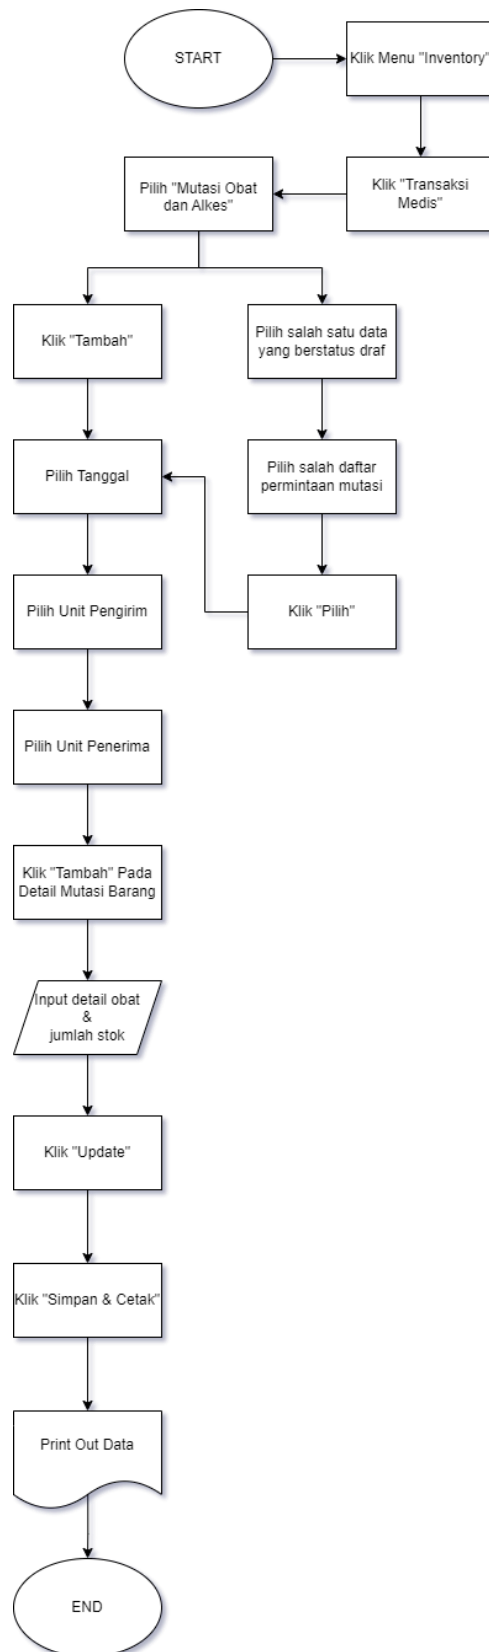 START
Klik Menu "Inventory"
Klik "Transaksi
Medis"
Pilih "Mutasi Obat
dan Alkes"
Klik "Tambah"
Pilih salah satu data
yang berstatus draf
Pilih Tanggal
Pilih salah daftar
permintaan mutasi
Pilih Unit Pengirim
Klik "Pilih"
Pilih Unit Penerima
Klik "Tambah" Pada
Detail Mutasi Barang
Input detail obat
&
jumlah stok
Klik "Update"
Klik "Simpan & Cetak"
Print Out Data
END